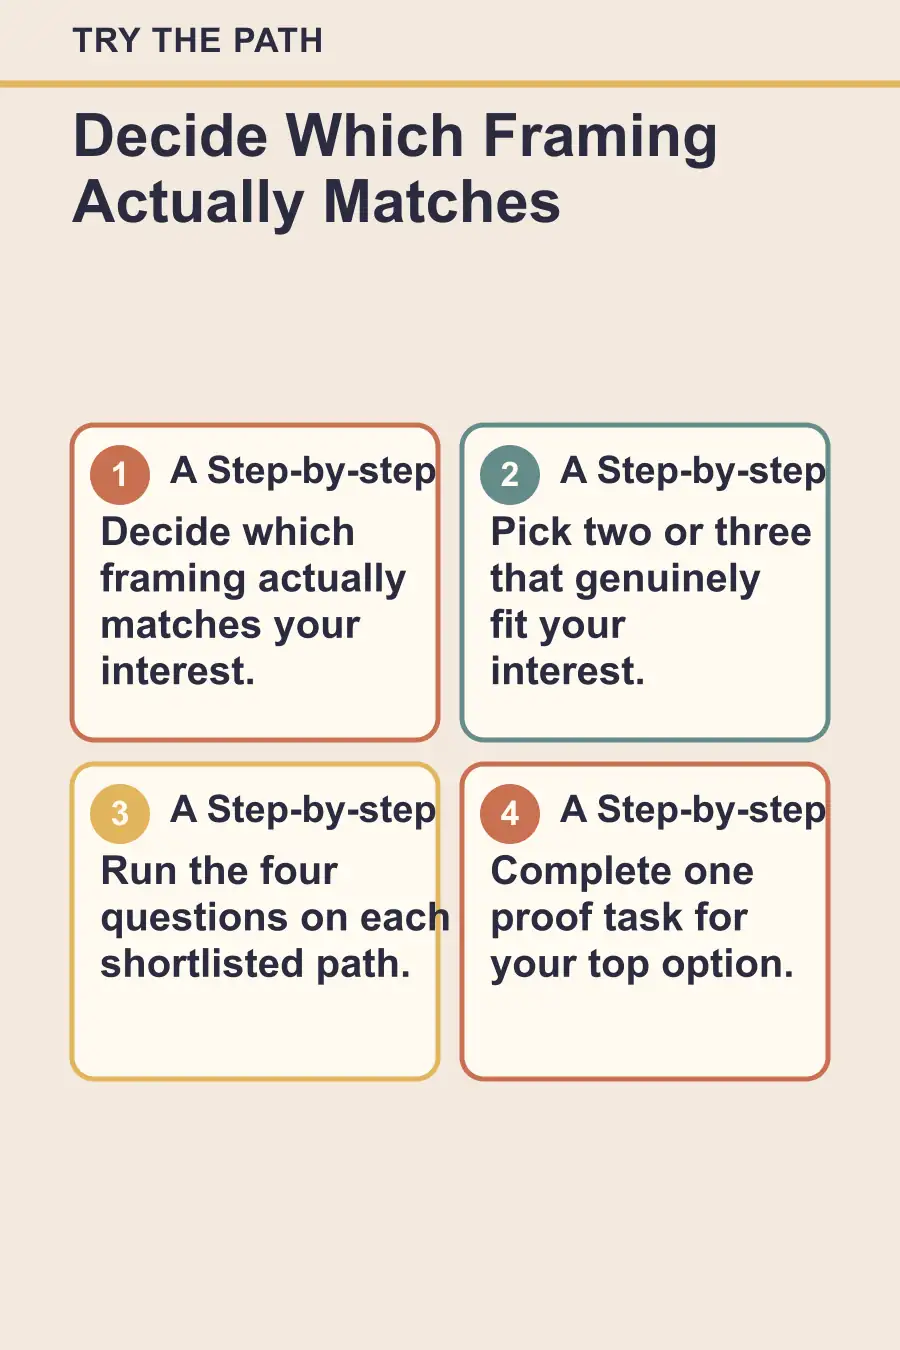 TRY THE PATH
Decide Which Framing
Actually Matches
1
A Step-by-step
Decide which
framing actually
matches your
interest.
2
A Step-by-step
Pick two or three
that genuinely
fit your
interest.
3
A Step-by-step
Run the four
questions on each
shortlisted path.
4
A Step-by-step
Complete one
proof task for
your top option.